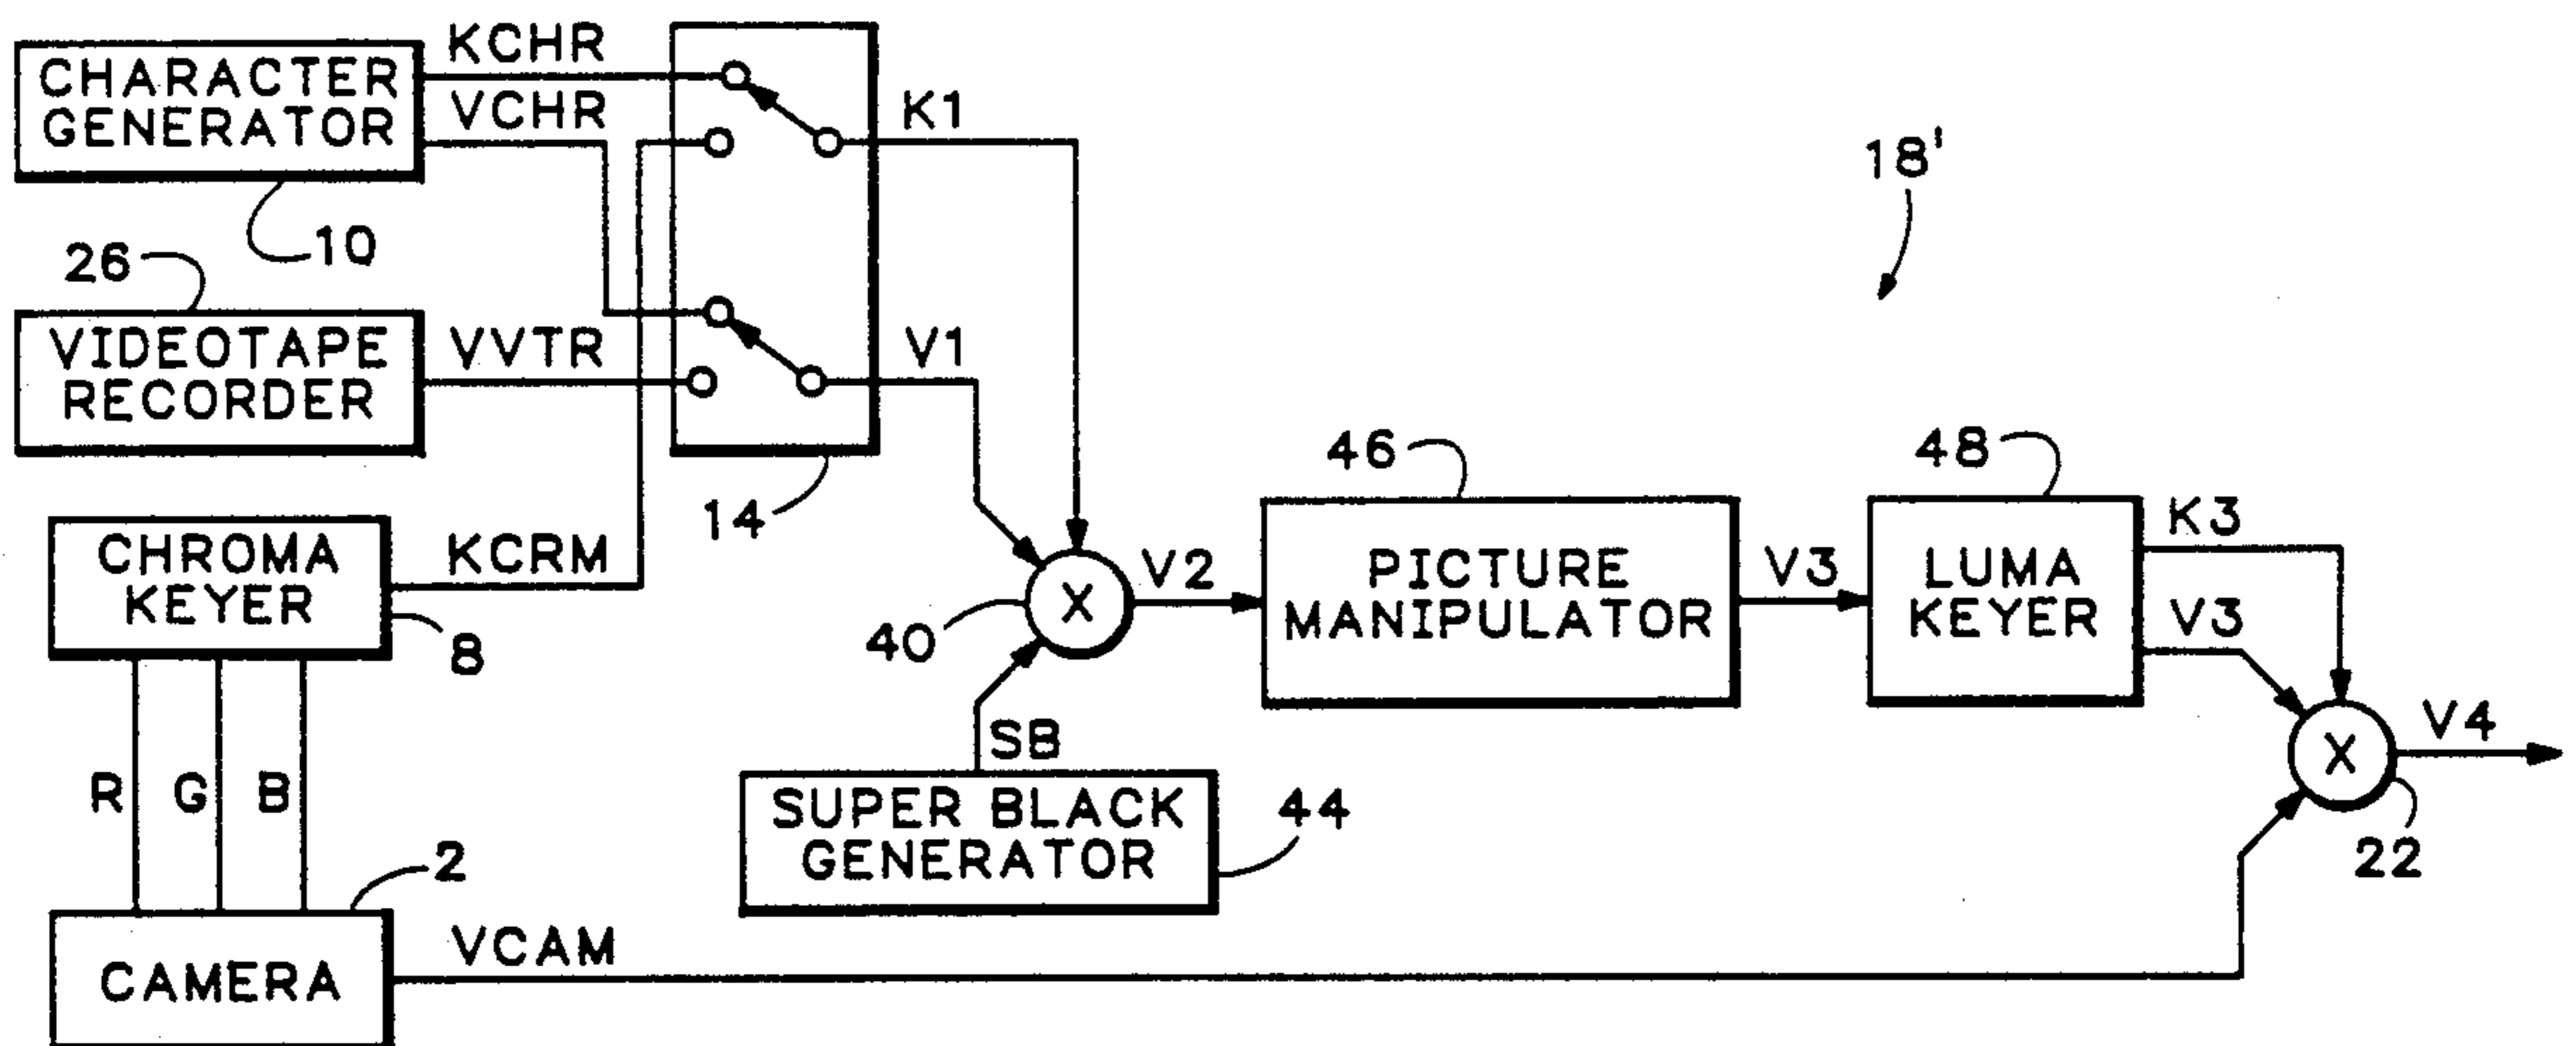 CHARACTER
GENERATOR
KCHR
VCHR
10
26
VIDEOTAPE
RECORDER
VVTR
CHROMA
KEYER
KCRM
8
R G B
2
CAMERA
VCAM
14
K1
V1
18'
40
X
V2
SB
SUPER BLACK
GENERATOR
44
46
PICTURE
MANIPULATOR
V3
48
LUMA
KEYER
K3
V3
X
V4
22